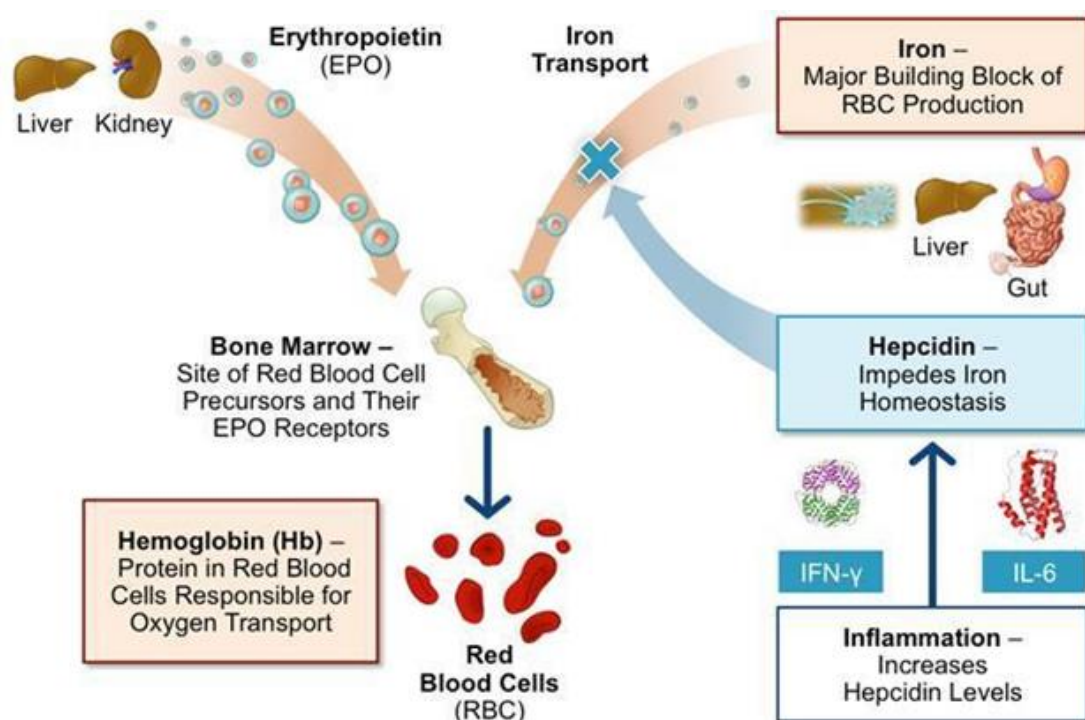 Liver
Kidney
Erythropoietin
(EPO)
Iron
Transport
Iron –
Major Building Block of
RBC Production
Liver
Gut
Hepcidin –
Impedes Iron
Homeostasis
Bone Marrow –
Site of Red Blood Cell
Precursors and Their
EPO Receptors
Hemoglobin (Hb) –
Protein in Red Blood
Cells Responsible for
Oxygen Transport
Red
Blood Cells
(RBC)
IFN-γ
IL-6
Inflammation –
Increases
Hepcidin Levels